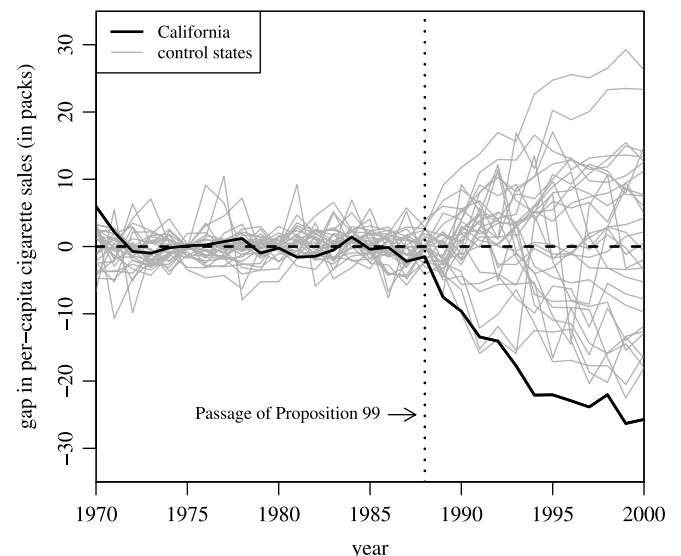 California
control states
gap in per−capita cigarette sales (in packs)
30
20
10
0
−10
−20
−30
Passage of Proposition 99
1970 1975 1980 1985 1990 1995 2000
year